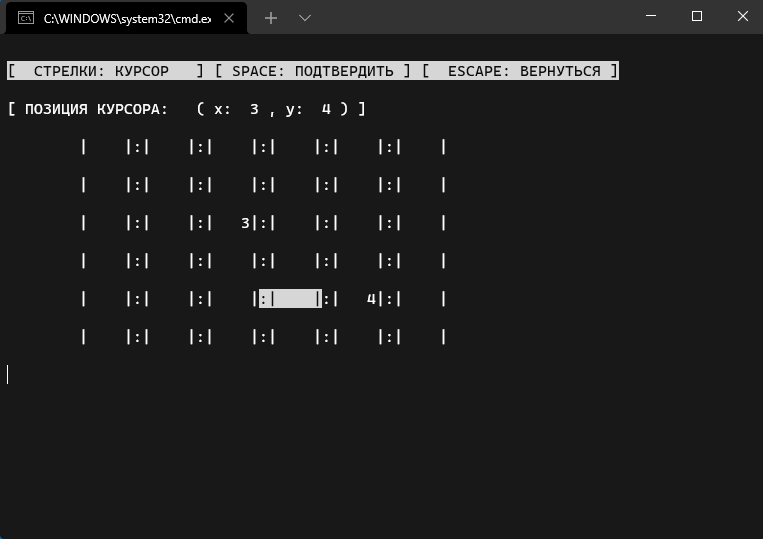 C:\WINDOWS\system32\cmd.ex
[  СТРЕЛКИ: КУРСОР   ] [ SPACE: ПОДТВЕРДИТЬ ] [  ESCAPE: ВЕРНУТЬСЯ ]
[ ПОЗИЦИЯ КУРСОРА:   ( x:  3 , y:  4 ) ]
|    |:|    |:|    |:|    |:|    |:|    |
|    |:|    |:|    |:|    |:|    |:|    |
|    |:|    |:|   3|:|    |:|    |:|    |
|    |:|    |:|    |:|    |:|    |:|    |
|    |:|    |:|    |:|    |:|   4|:|    |
|    |:|    |:|    |:|    |:|    |:|    |